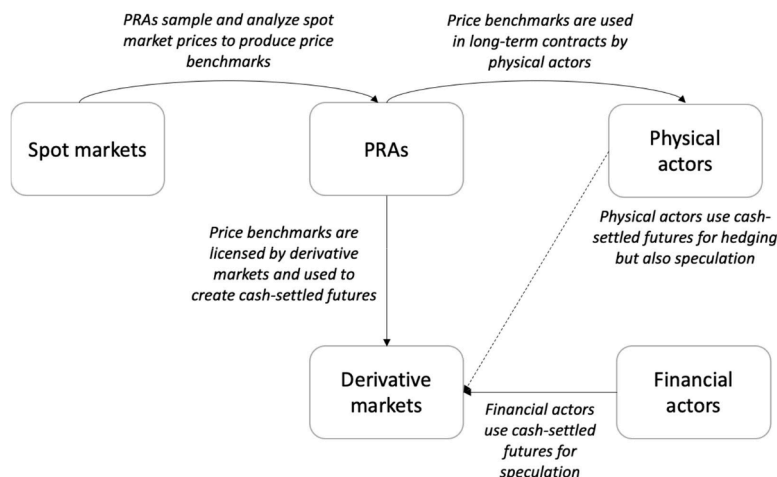 PRAs sample and analyze spot
market prices to produce price
benchmarks
Price benchmarks are used
in long-term contracts by
physical actors
Spot markets
PRAs
Physical
actors
Price benchmarks are
licensed by derivative
markets and used to
create cash-settled futures
Physical actors use cash-
settled futures for hedging
but also speculation
Derivative
markets
Financial
actors
Financial actors
use cash-settled
futures for
speculation